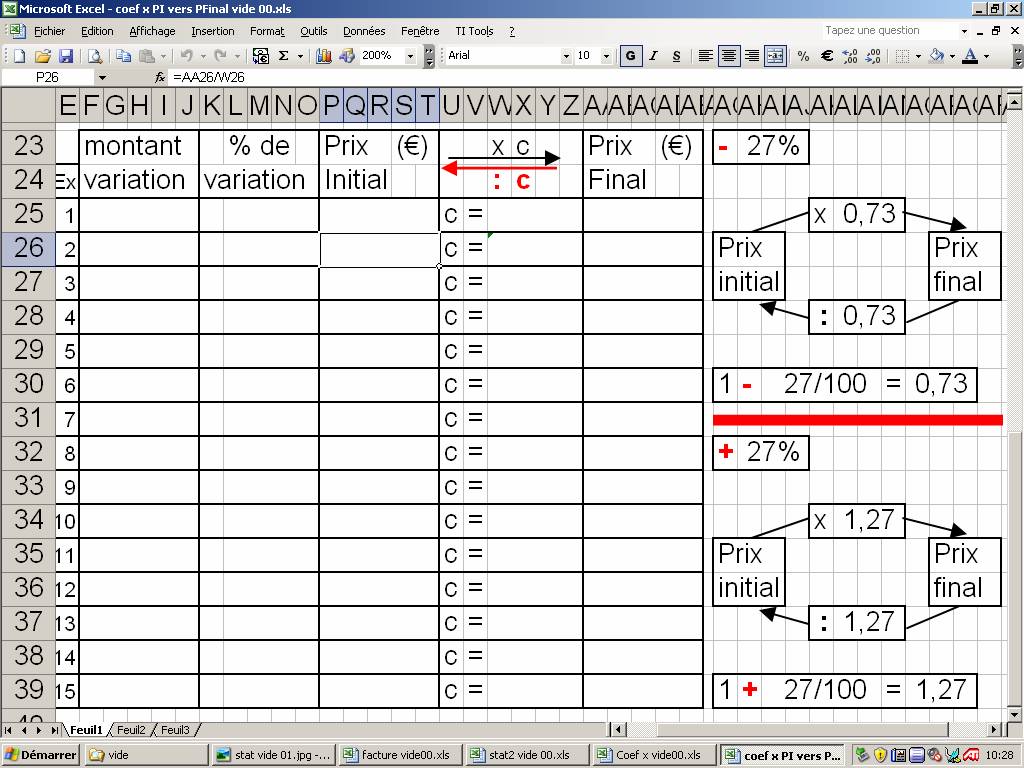 Microsoft Excel - coef x PI vers PFinal vide 00.xls
Fichier Edition Affichage Insertion Format Outils Données Fenêtre TI Tools ? Tapez une question
200% Arial 10 G I S % €
P26 fx =AA26/W26
E F G H I J K L M N O P Q R S T U V W X Y Z
23 montant % de Prix (€) x c Prix (€) - 27%
24 Ex variation variation Initial : c Final
25 1 c = x 0,73
26 2 c = Prix Prix
27 3 c = initial final
28 4 c = : 0,73
29 5 c =
30 6 c = 1 - 27/100 = 0,73
31 7 c =
32 8 c = + 27%
33 9 c =
34 10 c = x 1,27
35 11 c = Prix Prix
36 12 c = initial final
37 13 c = : 1,27
38 14 c =
39 15 c = 1 + 27/100 = 1,27
Feuil1 Feuil2 Feuil3
Démarrer vide stat vide 01.jpg -... facture vide00.xls stat2 vide 00.xls Coef x vide00.xls coef x PI vers P... 10:28